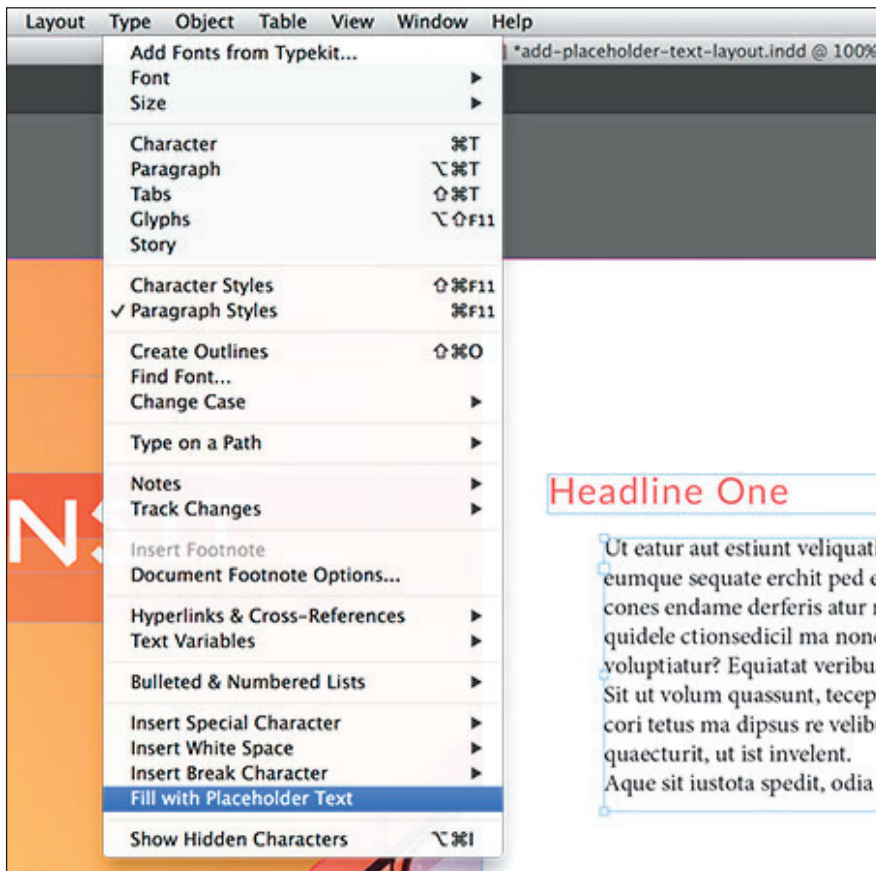 Layout Type Object Table View Window Help
*add-placeholder-text-layout.indd @ 100%
Add Fonts from Typekit...
Font ▶
Size ▶
Character ⌘T
Paragraph ⌥⌘T
Tabs ⇧⌘T
Glyphs ⌥⇧F11
Story
Character Styles ⇧⌘F11
✓ Paragraph Styles ⌘F11
Create Outlines ⇧⌘O
Find Font...
Change Case ▶
Type on a Path ▶
Notes ▶
Track Changes ▶
Insert Footnote
Document Footnote Options...
Hyperlinks & Cross-References ▶
Text Variables ▶
Bulleted & Numbered Lists ▶
Insert Special Character ▶
Insert White Space ▶
Insert Break Character ▶
Fill with Placeholder Text
Show Hidden Characters ⌥⌘I
Headline One
Ut eatur aut estiunt veliquati
eumque sequate erchit ped e
cones endame derferis atur
quidele ctionsedicil ma none
voluptiatur? Equiatat veribu
Sit ut volum quassunt, tecep
cori tetus ma dipsus re velibu
quaecturit, ut ist invelent.
Aque sit iustota spedit, odia